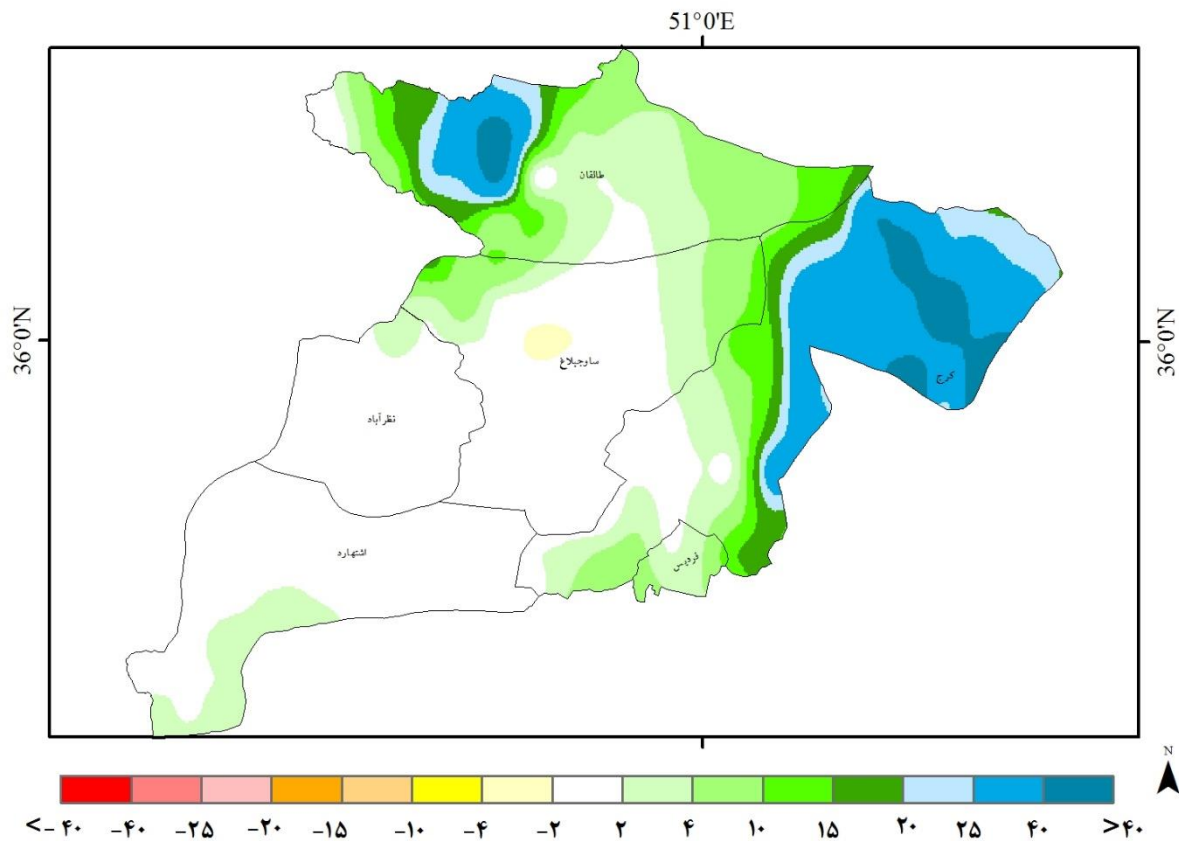 51°0'E
طالقان
36°0'N
36°0'N
ساوجبلاغ
کرج
نظرآباد
اشتهارد
فردیس
N
<-۴۰ -۴۰ -۲۵ -۲۰ -۱۵ -۱۰ -۴ -۲ ۲ ۴ ۱۰ ۱۵ ۲۰ ۲۵ ۴۰ >۴۰